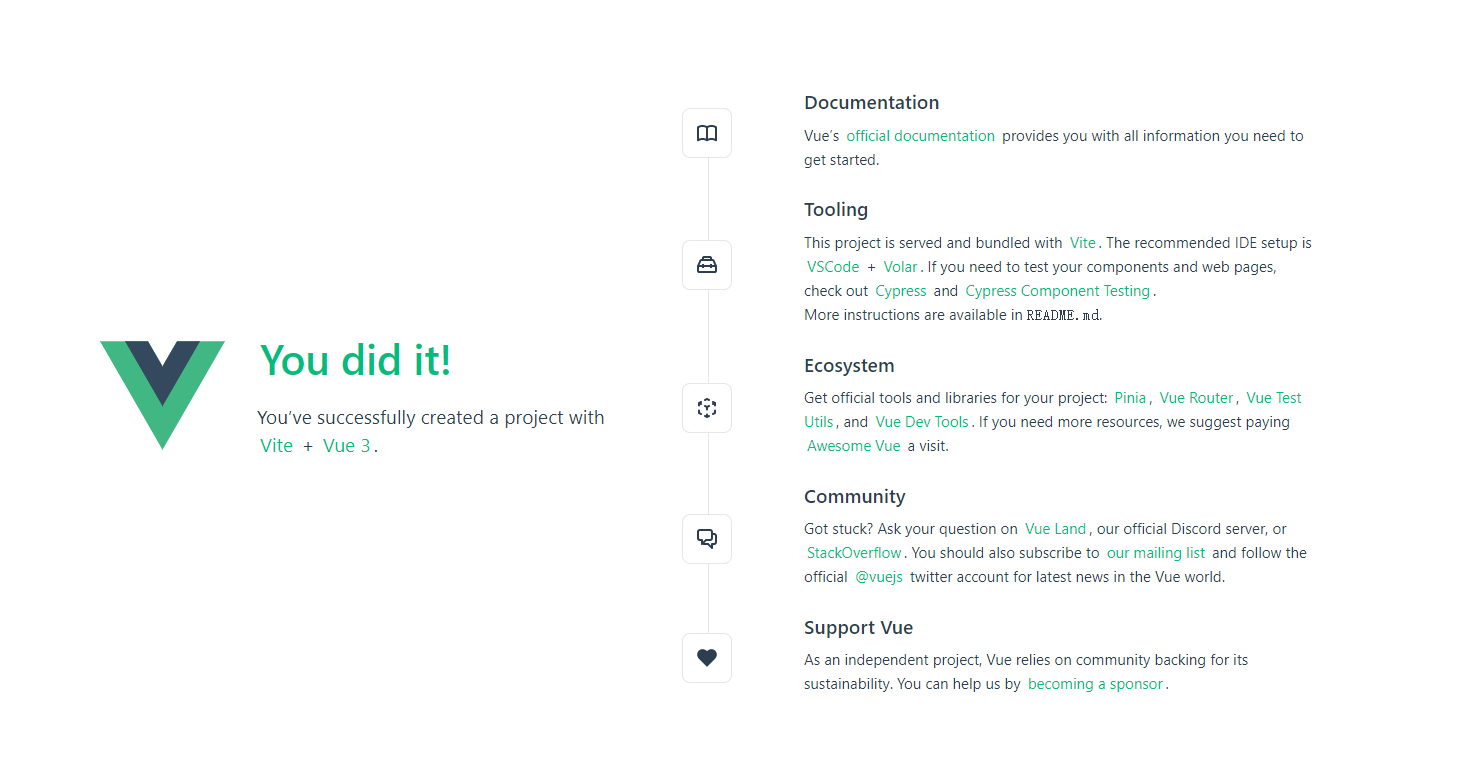 You did it!
You’ve successfully created a project with
Vite + Vue 3.
Documentation
Vue’s official documentation provides you with all information you need to
get started.
Tooling
This project is served and bundled with Vite. The recommended IDE setup is
VSCode + Volar. If you need to test your components and web pages,
check out Cypress and Cypress Component Testing.
More instructions are available in README.md.
Ecosystem
Get official tools and libraries for your project: Pinia, Vue Router, Vue Test
Utils, and Vue Dev Tools. If you need more resources, we suggest paying
Awesome Vue a visit.
Community
Got stuck? Ask your question on Vue Land, our official Discord server, or
StackOverflow. You should also subscribe to our mailing list and follow the
official @vuejs twitter account for latest news in the Vue world.
Support Vue
As an independent project, Vue relies on community backing for its
sustainability. You can help us by becoming a sponsor.